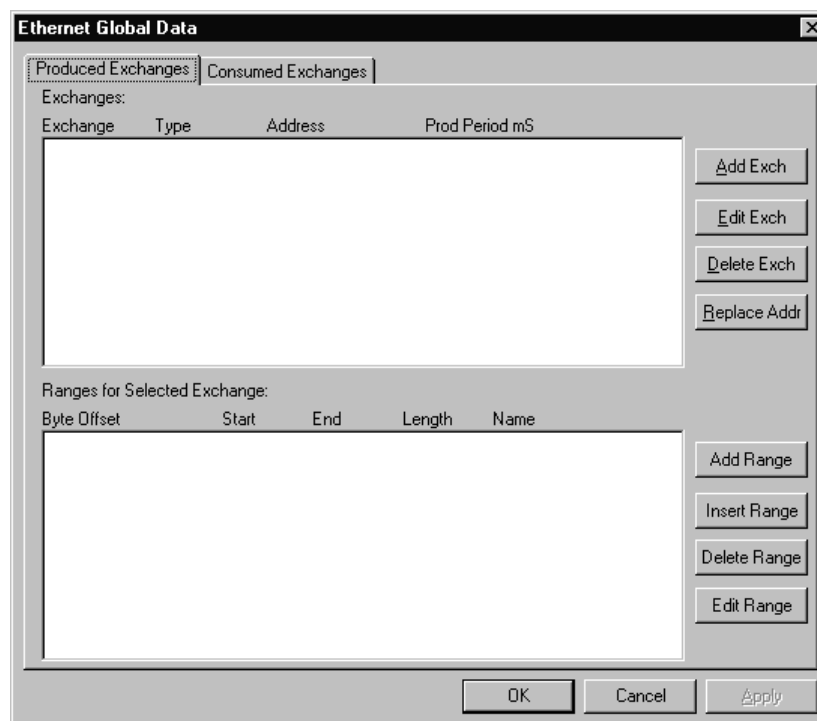 Ethernet Global Data
Produced Exchanges Consumed Exchanges
Exchanges:
Exchange Type Address Prod Period mS
Add Exch
Edit Exch
Delete Exch
Replace Addr
Ranges for Selected Exchange:
Byte Offset Start End Length Name
Add Range
Insert Range
Delete Range
Edit Range
OK Cancel Apply